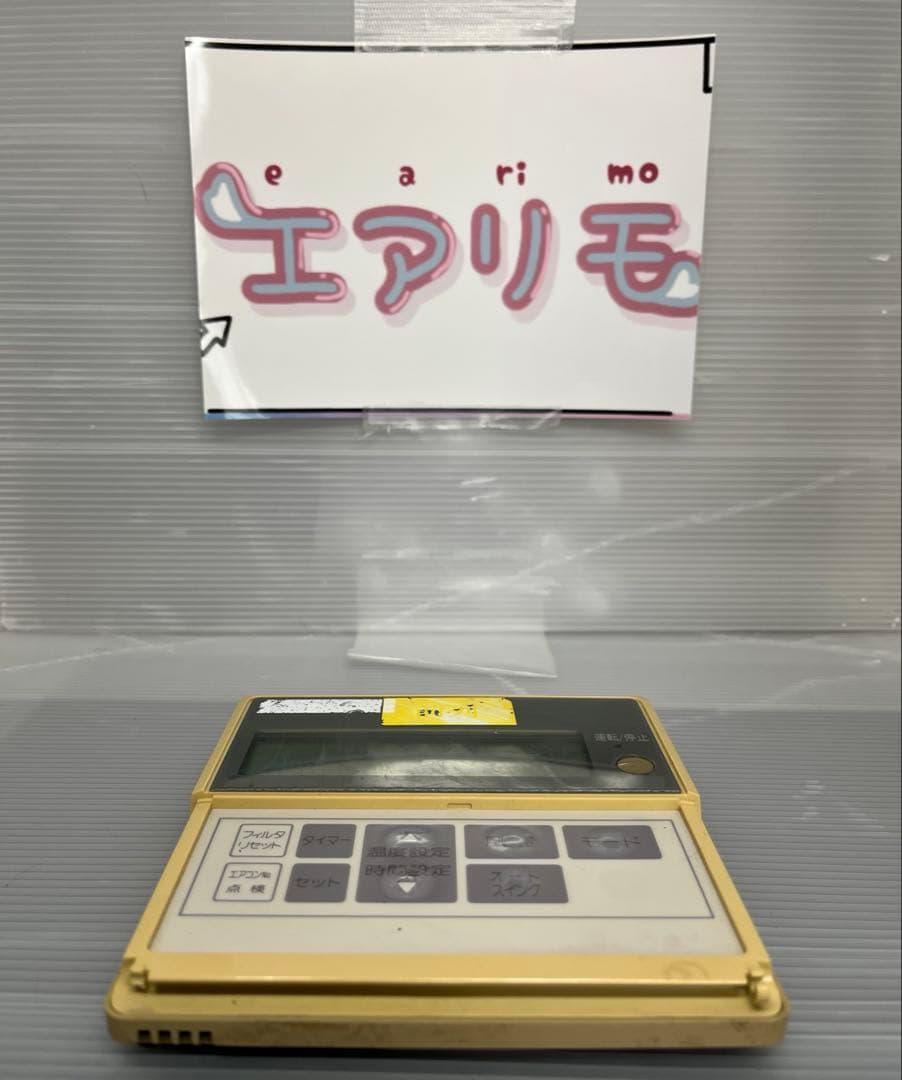 e a ri mo
エアリモ
運転/停止
フィルタ
リセット
タイマー
温度設定
モード
エアコンNo.
点検
セット
時間設定
オート
スイング